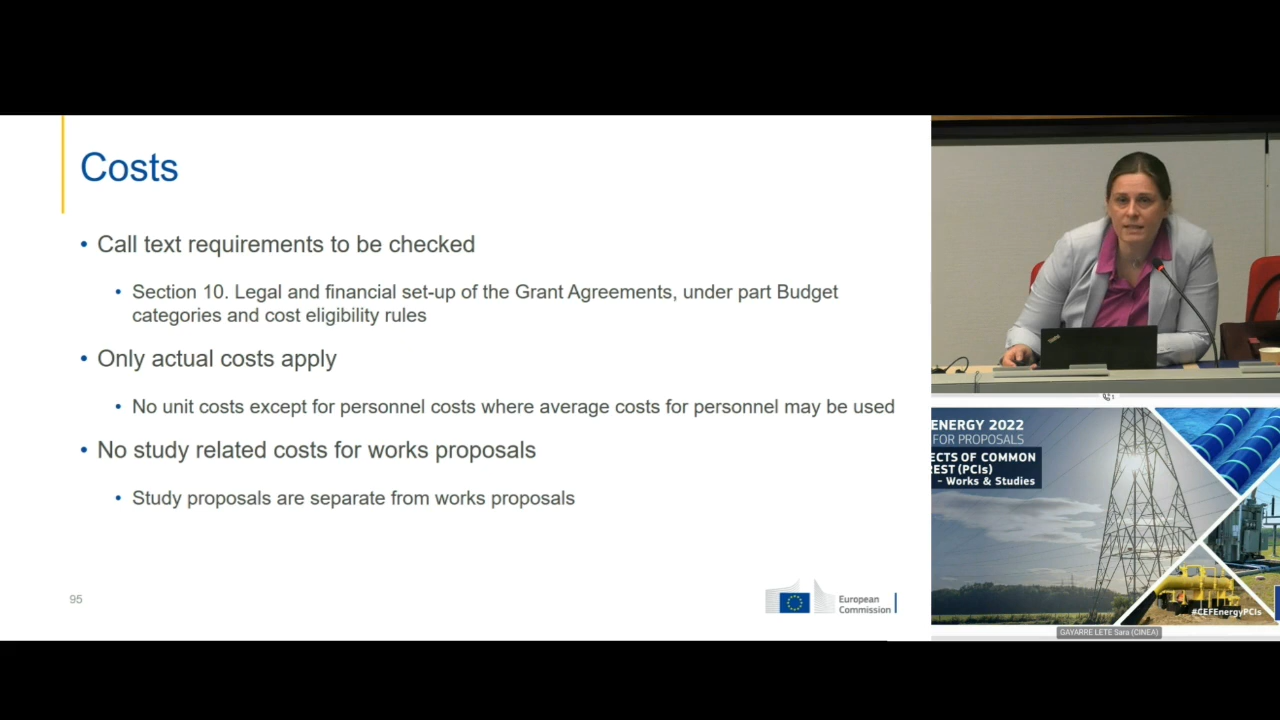 Costs
• Call text requirements to be checked
• Section 10. Legal and financial set-up of the Grant Agreements, under part Budget
categories and cost eligibility rules
• Only actual costs apply
• No unit costs except for personnel costs where average costs for personnel may be used
• No study related costs for works proposals
• Study proposals are separate from works proposals
95
European
Commission
ENERGY 2022
FOR PROPOSALS
ECTS OF COMMON
REST (PCIs)
- Works & Studies
#CEFEnergyPCIs
GAYARRE LETE Sara (CINEA)